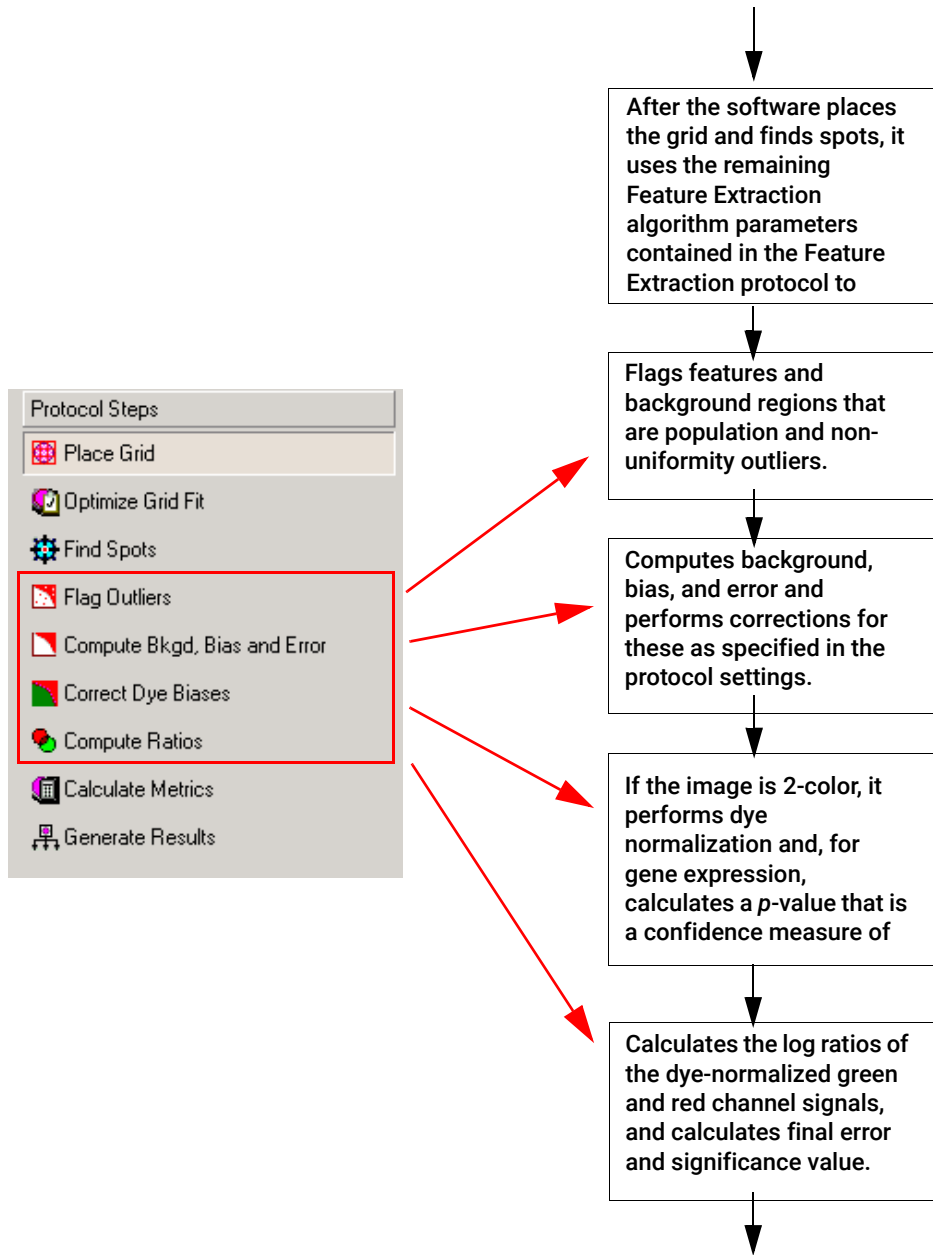 After the software places
the grid and finds spots, it
uses the remaining
Feature Extraction
algorithm parameters
contained in the Feature
Extraction protocol to
Flags features and
background regions that
are population and non-
uniformity outliers.
Protocol Steps
Place Grid
Optimize Grid Fit
Find Spots
Flag Outliers
Compute Bkgd, Bias and Error
Correct Dye Biases
Compute Ratios
Calculate Metrics
Generate Results
Computes background,
bias, and error and
performs corrections for
these as specified in the
protocol settings.
If the image is 2-color, it
performs dye
normalization and, for
gene expression,
calculates a p-value that is
a confidence measure of
Calculates the log ratios of
the dye-normalized green
and red channel signals,
and calculates final error
and significance value.